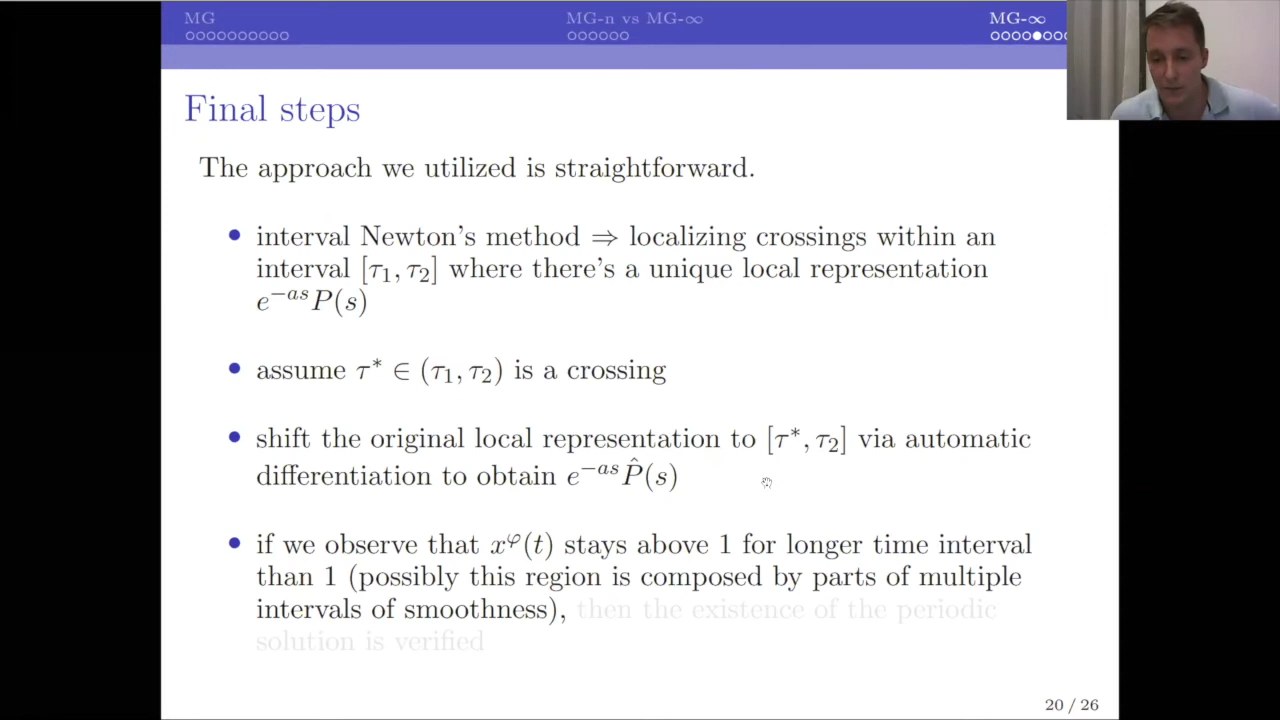 MG
MG-n vs MG-∞
MG-∞
Final steps
The approach we utilized is straightforward.
• interval Newton's method ⇒ localizing crossings within an
interval [τ₁, τ₂] where there's a unique local representation
e^{−as}P(s)
• assume τ* ∈ (τ₁, τ₂) is a crossing
• shift the original local representation to [τ*, τ₂] via automatic
differentiation to obtain e^{−as}P̂(s)
• if we observe that x^φ(t) stays above 1 for longer time interval
than 1 (possibly this region is composed by parts of multiple
intervals of smoothness), then the existence of the periodic
solution is verified
20 / 26